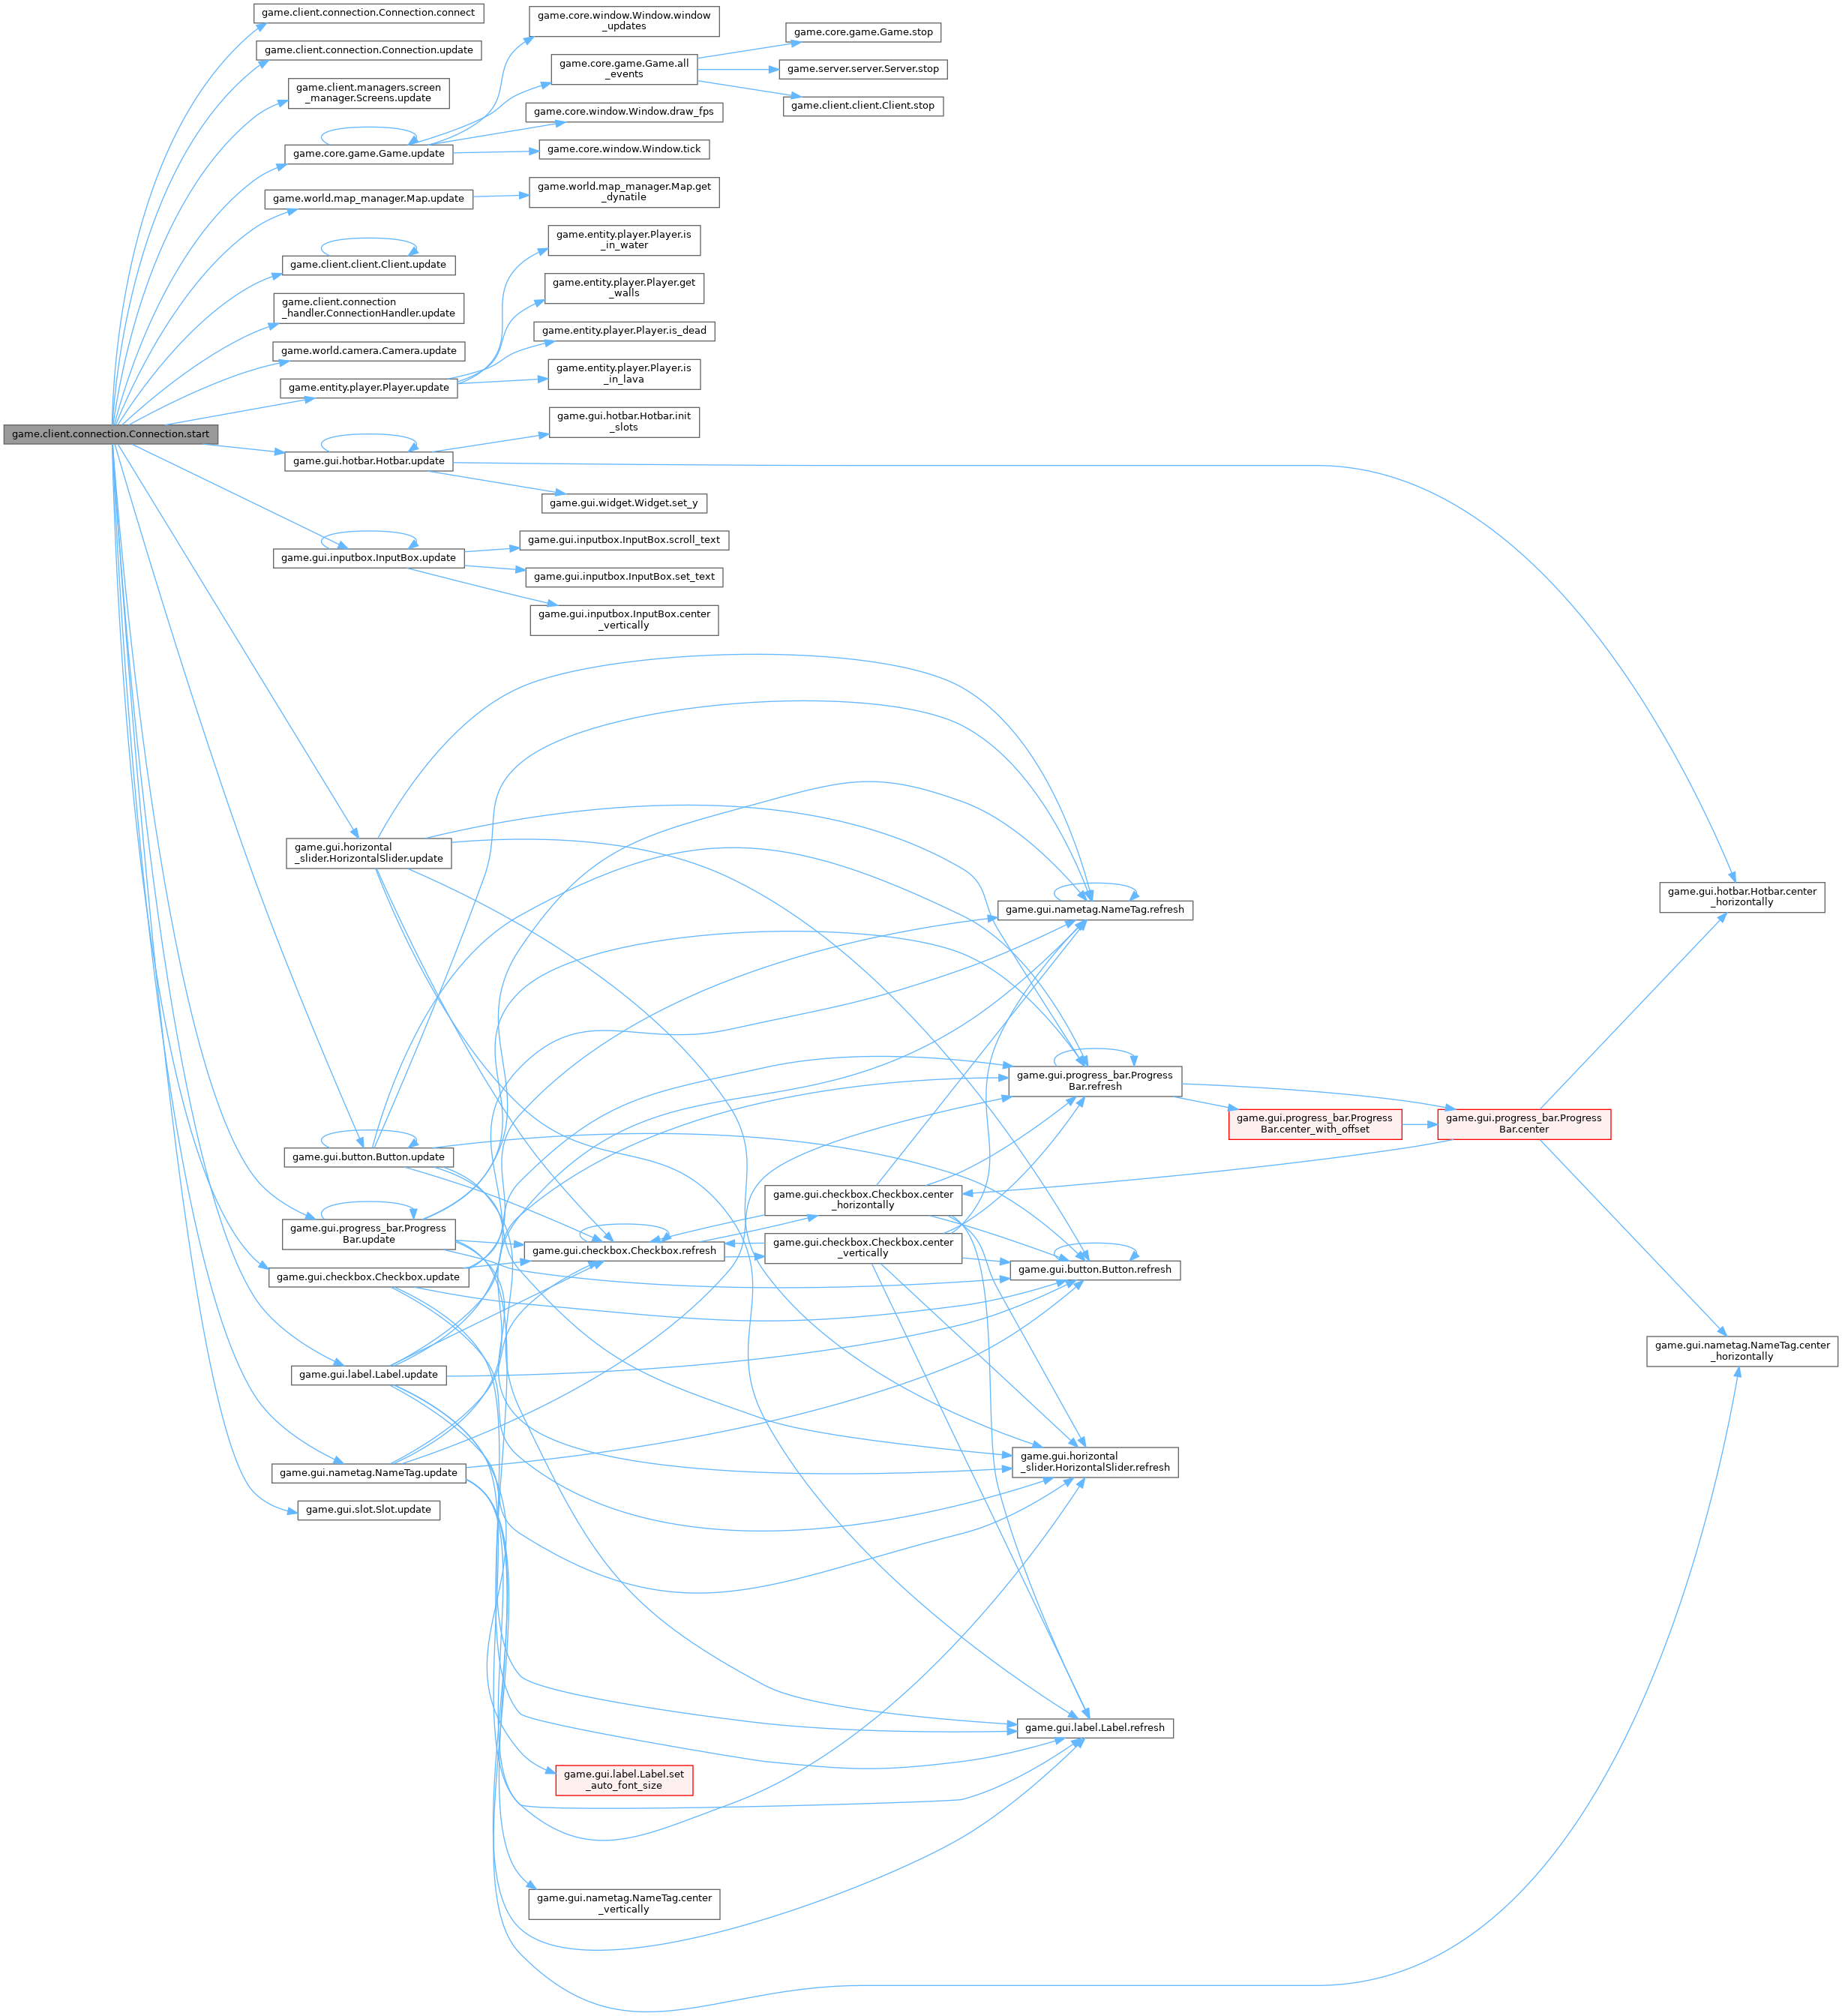 game.client.connection.Connection.start
game.client.connection.Connection.connect
game.client.connection.Connection.update
game.client.managers.screen
_manager.Screens.update
game.core.game.Game.update
game.world.map_manager.Map.update
game.client.client.Client.update
game.client.connection
_handler.ConnectionHandler.update
game.world.camera.Camera.update
game.entity.player.Player.update
game.gui.hotbar.Hotbar.update
game.gui.inputbox.InputBox.update
game.gui.horizontal
_slider.HorizontalSlider.update
game.gui.button.Button.update
game.gui.progress_bar.Progress
Bar.update
game.gui.checkbox.Checkbox.update
game.gui.label.Label.update
game.gui.nametag.NameTag.update
game.gui.slot.Slot.update
game.core.window.Window.window
_updates
game.core.game.Game.all
_events
game.core.window.Window.draw_fps
game.core.window.Window.tick
game.world.map_manager.Map.get
_dynatile
game.entity.player.Player.is
_in_water
game.entity.player.Player.get
_walls
game.entity.player.Player.is_dead
game.entity.player.Player.is
_in_lava
game.gui.hotbar.Hotbar.init
_slots
game.gui.widget.Widget.set_y
game.gui.inputbox.InputBox.scroll_text
game.gui.inputbox.InputBox.set_text
game.gui.inputbox.InputBox.center
_vertically
game.gui.checkbox.Checkbox.refresh
game.gui.label.Label.set
_auto_font_size
game.gui.nametag.NameTag.center
_vertically
game.core.game.Game.stop
game.server.server.Server.stop
game.client.client.Client.stop
game.gui.checkbox.Checkbox.center
_horizontally
game.gui.checkbox.Checkbox.center
_vertically
game.gui.nametag.NameTag.refresh
game.gui.progress_bar.Progress
Bar.refresh
game.gui.button.Button.refresh
game.gui.horizontal
_slider.HorizontalSlider.refresh
game.gui.label.Label.refresh
game.gui.progress_bar.Progress
Bar.center_with_offset
game.gui.progress_bar.Progress
Bar.center
game.gui.hotbar.Hotbar.center
_horizontally
game.gui.nametag.NameTag.center
_horizontally